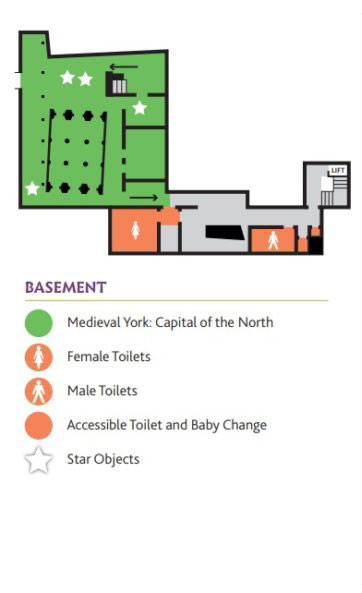 LIFT
BASEMENT
Medieval York: Capital of the North
Female Toilets
Male Toilets
Accessible Toilet and Baby Change
Star Objects